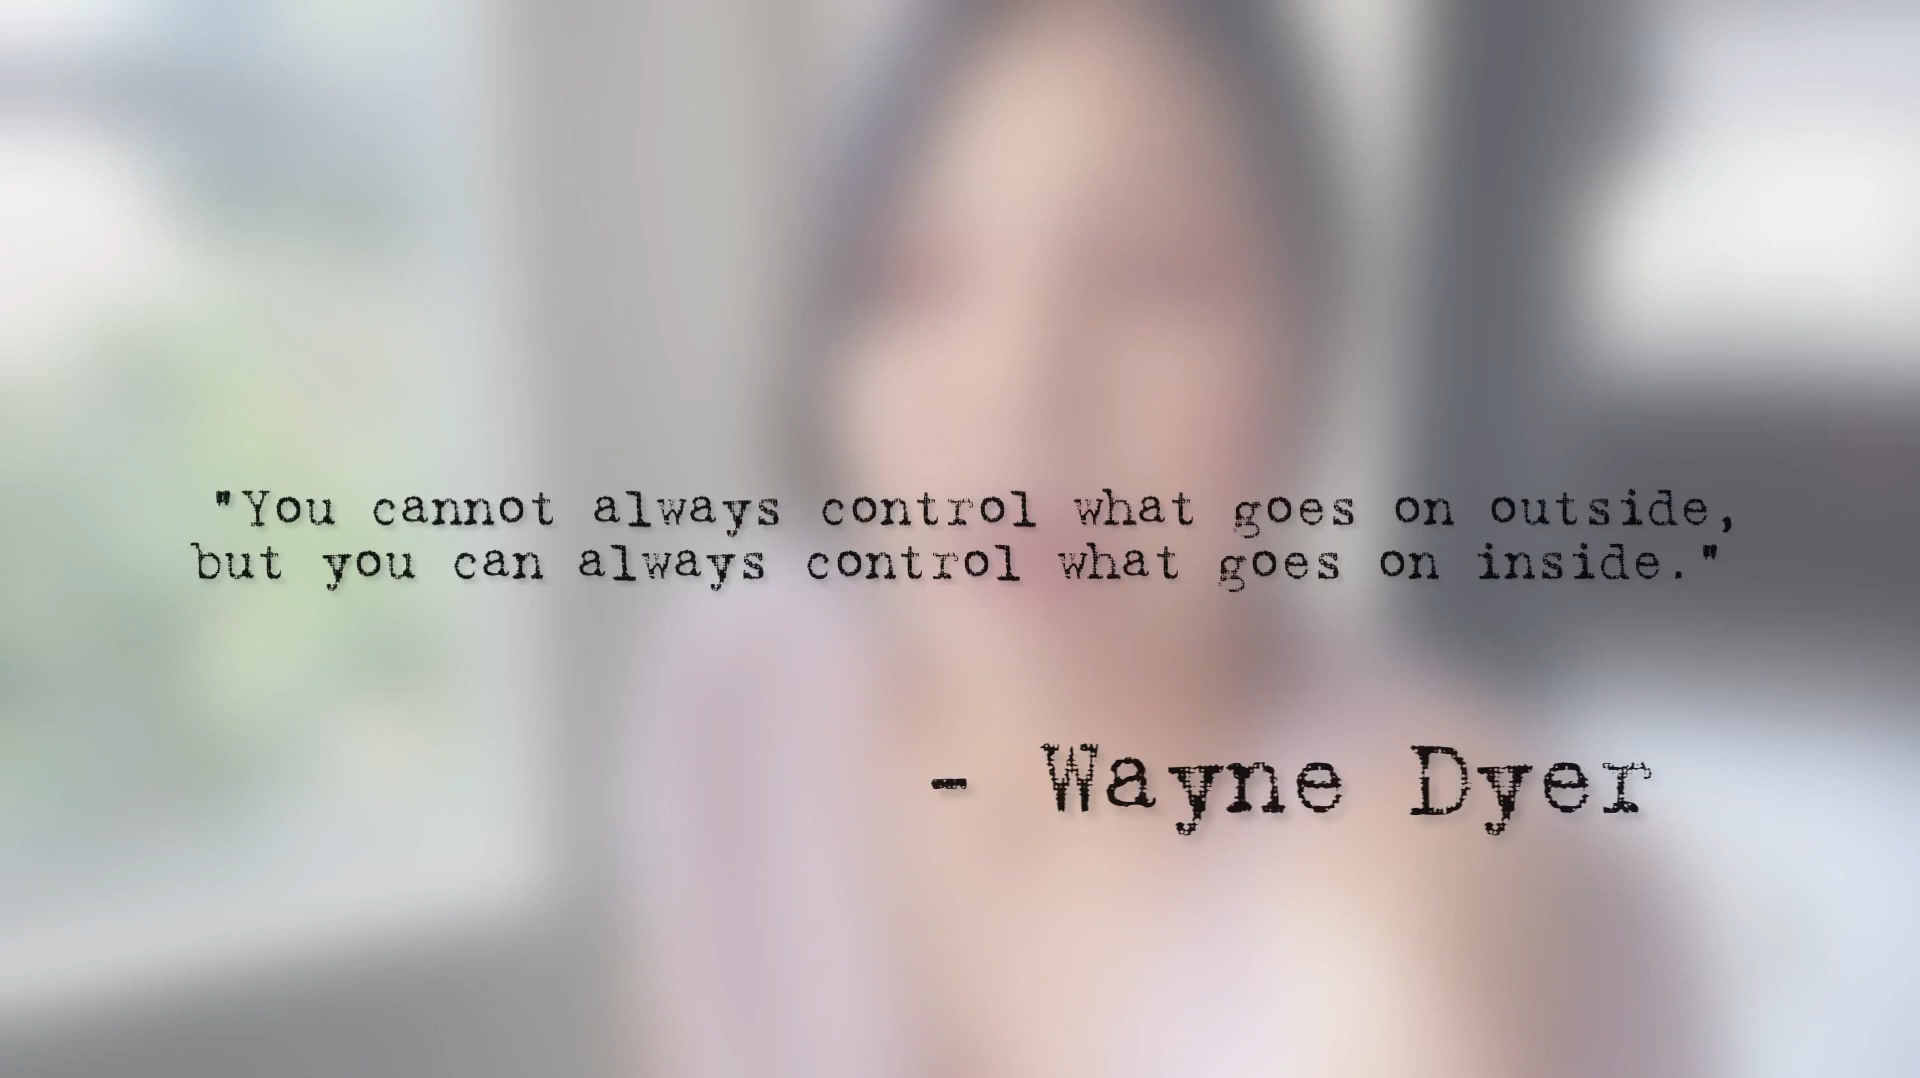 "You cannot always control what goes on outside,
but you can always control what goes on inside."
- Wayne Dyer